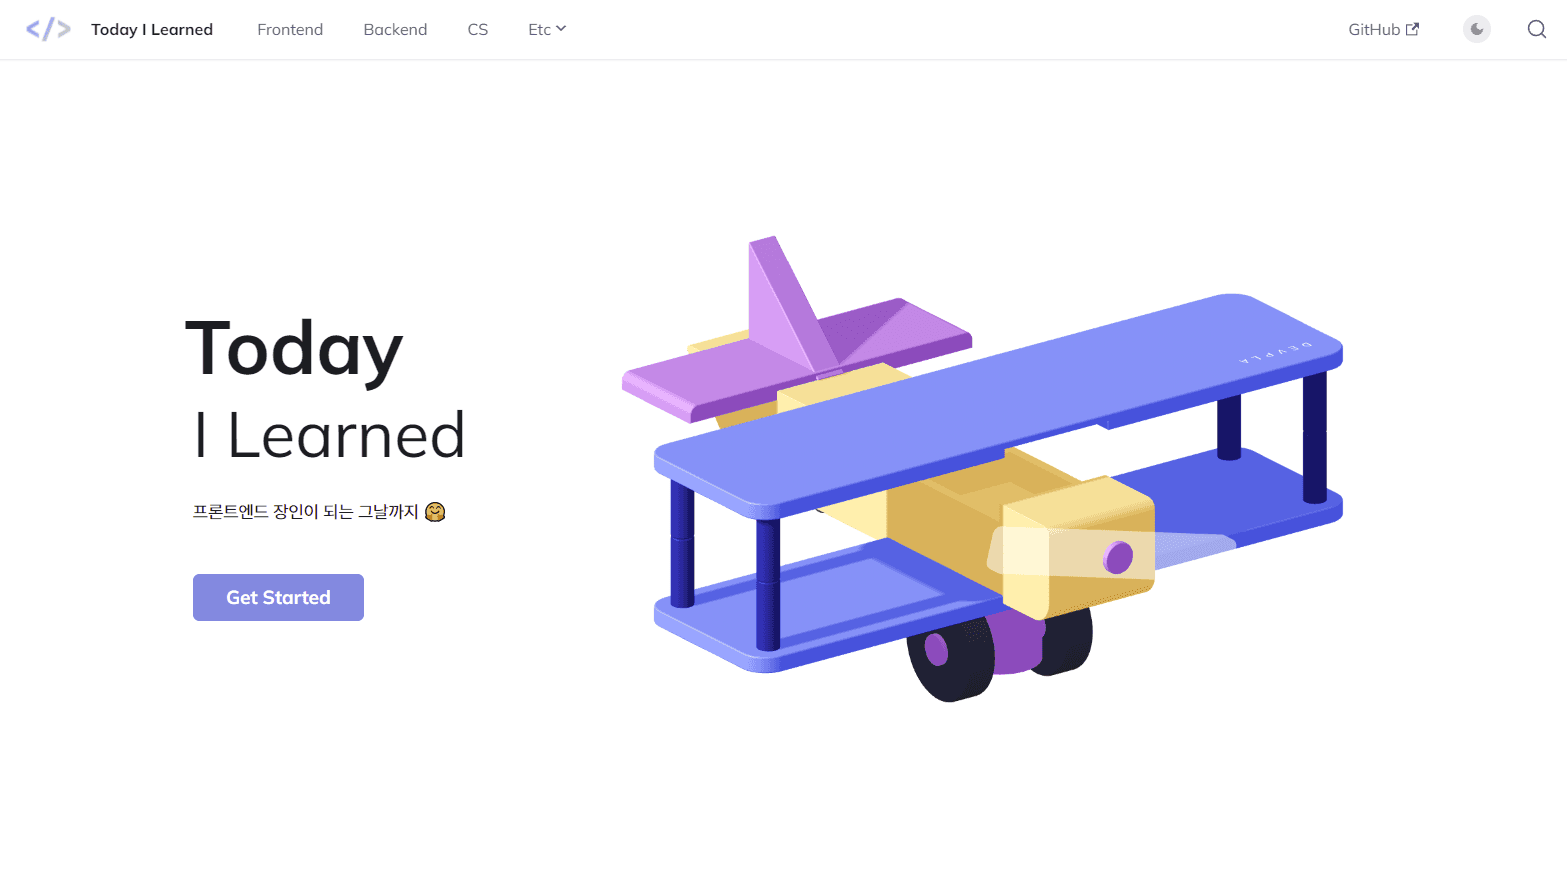 </> Today I Learned Frontend Backend CS Etc GitHub
Today
I Learned
프론트엔드 장인이 되는 그날까지 🤗
Get Started
DEVPLA